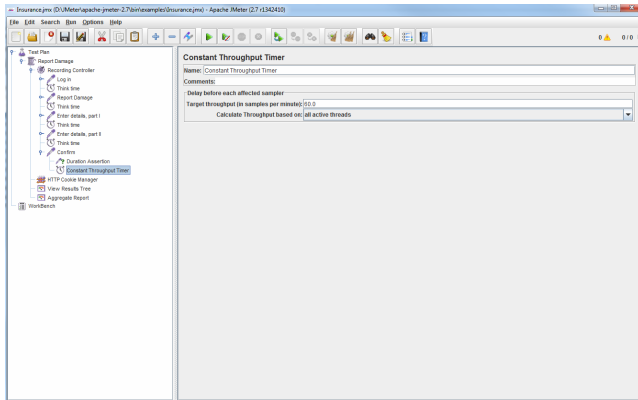 Insurance.jmx (D:\JMeter\apache-jmeter-2.7\bin\examples\Insurance.jmx) - Apache JMeter (2.7 r1342410)
File Edit Search Run Options Help
0 0 / 0
Test Plan
Report Damage
Recording Controller
Log in
Think time
Report Damage
Think time
Enter details, part I
Think time
Enter details, part II
Think time
Confirm
Duration Assertion
Constant Throughput Timer
HTTP Cookie Manager
View Results Tree
Aggregate Report
WorkBench
Constant Throughput Timer
Name: Constant Throughput Timer
Comments:
Delay before each affected sampler
Target throughput (in samples per minute): 60.0
Calculate Throughput based on: all active threads